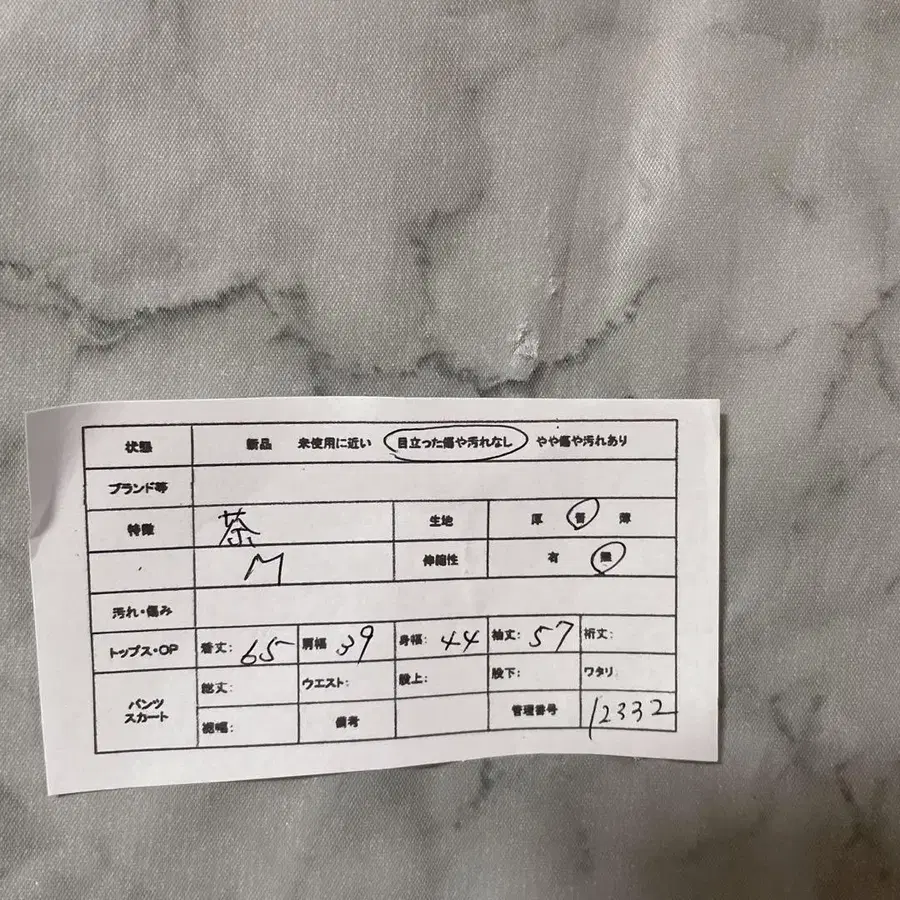 状態 新品 未使用に近い 目立った傷や汚れなし やや傷や汚れあり
ブランド等
特徴 茶 生地 厚 普 薄
M 伸縮性 有 無
汚れ・傷み
トップス・OP 着丈: 65 肩幅 39 身幅: 44 袖丈: 57 裄丈:
パンツ スカート 総丈: ウエスト: 股上: 股下: ワタリ
裾幅: 備考 管理番号 12332